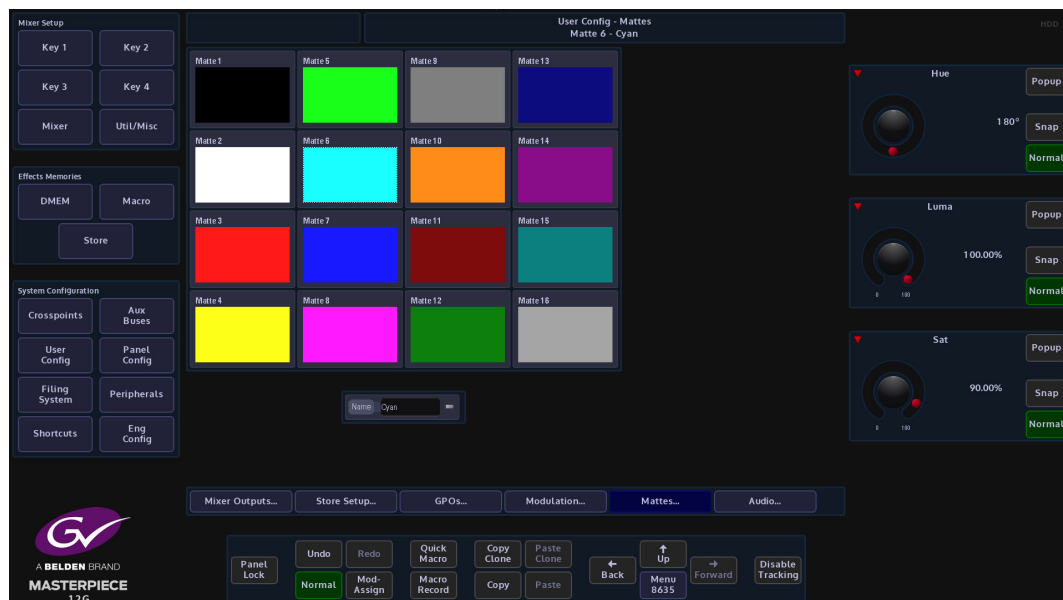 Mixer Setup
Key 1
Key 2
Key 3
Key 4
Mixer
Util/Misc
Effects Memories
DMEM
Macro
Store
System Configuration
Crosspoints
Aux
Buses
User
Config
Panel
Config
Filing
System
Peripherals
Shortcuts
Eng
Config
GV
A BELDEN BRAND
MASTERPIECE
12G
User Config - Mattes
Matte 6 - Cyan
Matte 1
Matte 5
Matte 9
Matte 13
Matte 2
Matte 6
Matte 10
Matte 14
Matte 3
Matte 7
Matte 11
Matte 15
Matte 4
Matte 8
Matte 12
Matte 16
Name
Cyan
Mixer Outputs...
Store Setup...
GPOs...
Modulation...
Mattes...
Audio...
Panel
Lock
Undo
Redo
Normal
Mod-
Assign
Quick
Macro
Macro
Record
Copy
Clone
Paste
Clone
Copy
Paste
Back
Up
Menu
8635
Forward
Disable
Tracking
HDD
Hue
180°
Popup
Snap
Normal
Luma
100.00%
0 100
Popup
Snap
Normal
Sat
90.00%
0 100
Popup
Snap
Normal